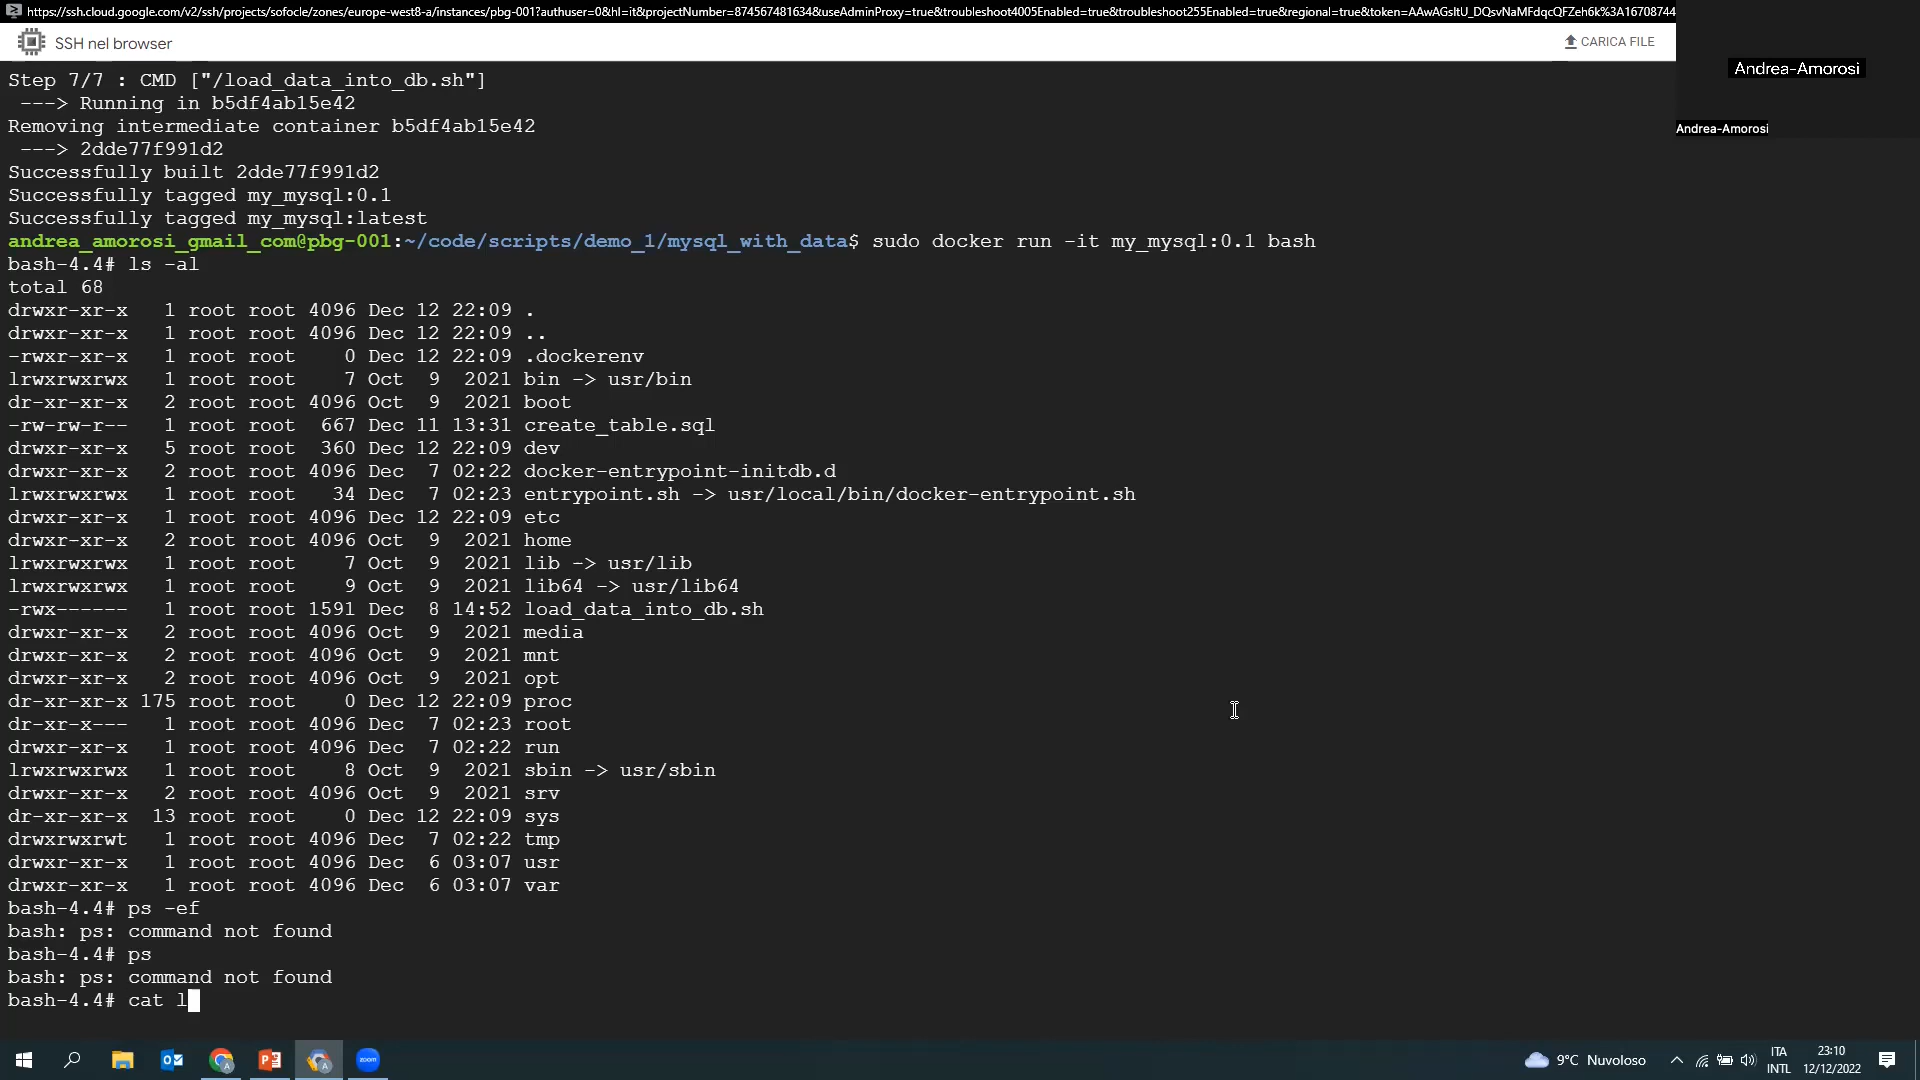 https://ssh.cloud.google.com/v2/ssh/projects/sofocle/zones/europe-west8-a/instances/pbg-001?authuser=0&hl=it&projectNumber=874567481634&useAdminProxy=true&troubleshoot4005Enabled=true&troubleshoot255Enabled=true&regional=true&token=AAwAGsItU_DQsvNaMFdqcQFZeh6k%3A16708744
SSH nel browser
CARICA FILE
Andrea-Amorosi
Andrea-Amorosi
Step 7/7 : CMD ["/load_data_into_db.sh"]
---> Running in b5df4ab15e42
Removing intermediate container b5df4ab15e42
---> 2dde77f991d2
Successfully built 2dde77f991d2
Successfully tagged my_mysql:0.1
Successfully tagged my_mysql:latest
andrea_amorosi_gmail_com@pbg-001:~/code/scripts/demo_1/mysql_with_data$ sudo docker run -it my_mysql:0.1 bash
bash-4.4# ls -al
total 68
drwxr-xr-x 1 root root 4096 Dec 12 22:09 .
drwxr-xr-x 1 root root 4096 Dec 12 22:09 ..
-rwxr-xr-x 1 root root 0 Dec 12 22:09 .dockerenv
lrwxrwxrwx 1 root root 7 Oct 9 2021 bin -> usr/bin
dr-xr-xr-x 2 root root 4096 Oct 9 2021 boot
-rw-rw-r-- 1 root root 667 Dec 11 13:31 create_table.sql
drwxr-xr-x 5 root root 360 Dec 12 22:09 dev
drwxr-xr-x 2 root root 4096 Dec 7 02:22 docker-entrypoint-initdb.d
lrwxrwxrwx 1 root root 34 Dec 7 02:23 entrypoint.sh -> usr/local/bin/docker-entrypoint.sh
drwxr-xr-x 1 root root 4096 Dec 12 22:09 etc
drwxr-xr-x 2 root root 4096 Oct 9 2021 home
lrwxrwxrwx 1 root root 7 Oct 9 2021 lib -> usr/lib
lrwxrwxrwx 1 root root 9 Oct 9 2021 lib64 -> usr/lib64
-rwx------ 1 root root 1591 Dec 8 14:52 load_data_into_db.sh
drwxr-xr-x 2 root root 4096 Oct 9 2021 media
drwxr-xr-x 2 root root 4096 Oct 9 2021 mnt
drwxr-xr-x 2 root root 4096 Oct 9 2021 opt
dr-xr-xr-x 175 root root 0 Dec 12 22:09 proc
dr-xr-x--- 1 root root 4096 Dec 7 02:23 root
drwxr-xr-x 1 root root 4096 Dec 7 02:22 run
lrwxrwxrwx 1 root root 8 Oct 9 2021 sbin -> usr/sbin
drwxr-xr-x 2 root root 4096 Oct 9 2021 srv
dr-xr-xr-x 13 root root 0 Dec 12 22:09 sys
drwxrwxrwt 1 root root 4096 Dec 7 02:22 tmp
drwxr-xr-x 1 root root 4096 Dec 6 03:07 usr
drwxr-xr-x 1 root root 4096 Dec 6 03:07 var
bash-4.4# ps -ef
bash: ps: command not found
bash-4.4# ps
bash: ps: command not found
bash-4.4# cat l
zoom
9°C Nuvoloso
ITA
INTL
23:10
12/12/2022